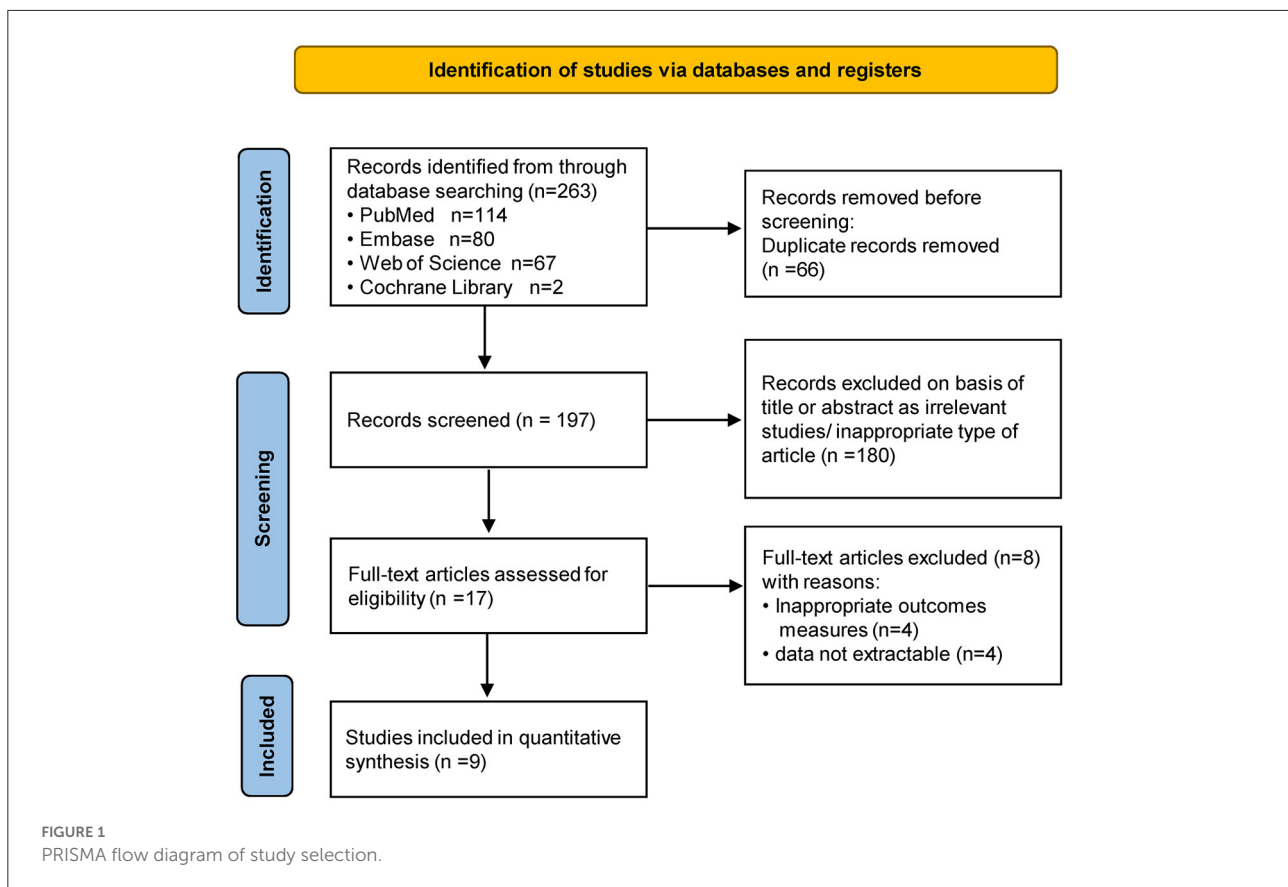 Identification of studies via databases and registers
Identification
Records identified from through
database searching (n=263)
• PubMed n=114
• Embase n=80
• Web of Science n=67
• Cochrane Library n=2
Records removed before
screening:
Duplicate records removed
(n =66)
Screening
Records screened (n = 197)
Records excluded on basis of
title or abstract as irrelevant
studies/ inappropriate type of
article (n =180)
Full-text articles assessed for
eligibility (n =17)
Full-text articles excluded (n=8)
with reasons:
• Inappropriate outcomes
measures (n=4)
• data not extractable (n=4)
Included
Studies included in quantitative
synthesis (n =9)
FIGURE 1
PRISMA flow diagram of study selection.